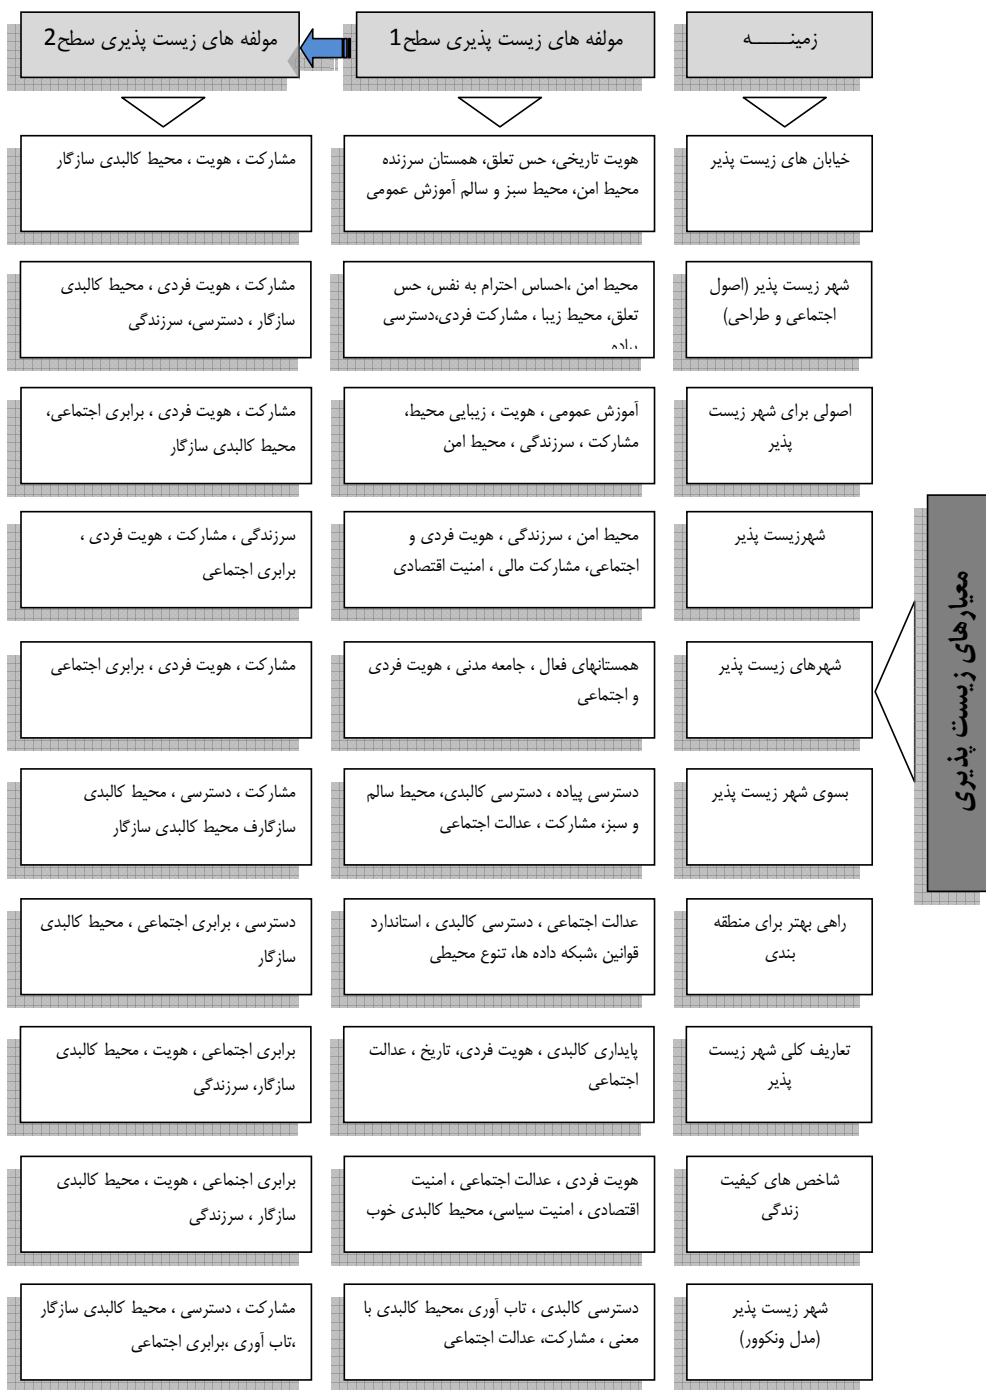 زمینــــــه
مولفه های زیست پذیری سطح1
مولفه های زیست پذیری سطح2
معیارهای زیست پذیری
خیابان های زیست پذیر
هویت تاریخی، حس تعلق، همستان سرزنده
محیط امن، محیط سبز و سالم آموزش عمومی
مشارکت ، هویت ، محیط کالبدی سازگار
شهر زیست پذیر (اصول
اجتماعی و طراحی)
محیط امن ،احساس احترام به نفس، حس
تعلق، محیط زیبا ، مشارکت فردی،دسترسی
پیاده
مشارکت ، هویت فردی ، محیط کالبدی
سازگار ، دسترسی، سرزندگی
اصولی برای شهر زیست
پذیر
آموزش عمومی ، هویت ، زیبایی محیط،
مشارکت ، سرزندگی ، محیط امن
مشارکت ، هویت فردی ، برابری اجتماعی،
محیط کالبدی سازگار
شهرزیست پذیر
محیط امن ، سرزندگی ، هویت فردی و
اجتماعی، مشارکت مالی ، امنیت اقتصادی
سرزندگی ، مشارکت ، هویت فردی ،
برابری اجتماعی
شهرهای زیست پذیر
همستانهای فعال ، جامعه مدنی ، هویت فردی
و اجتماعی
مشارکت ، هویت فردی ، برابری اجتماعی
بسوی شهر زیست پذیر
دسترسی پیاده ، دسترسی کالبدی، محیط سالم
و سبز، مشارکت ، عدالت اجتماعی
مشارکت ، دسترسی ، محیط کالبدی
سازگارف محیط کالبدی سازگار
راهی بهتر برای منطقه
بندی
عدالت اجتماعی ، دسترسی کالبدی ، استاندارد
قوانین ،شبکه داده ها، تنوع محیطی
دسترسی ، برابری اجتماعی ، محیط کالبدی
سازگار
تعاریف کلی شهر زیست
پذیر
پایداری کالبدی ، هویت فردی، تاریخ ، عدالت
اجتماعی
برابری اجتماعی ، هویت ، محیط کالبدی
سازگار، سرزندگی
شاخص های کیفیت
زندگی
هویت فردی ، عدالت اجتماعی ، امنیت
اقتصادی ، امنیت سیاسی، محیط کالبدی خوب
برابری اجنماعی ، هویت ، محیط کالبدی
سازگار ، سرزندگی
شهر زیست پذیر
(مدل ونکوور)
دسترسی کالبدی ، تاب آوری ،محیط کالبدی با
معنی ، مشارکت، عدالت اجتماعی
مشارکت ، دسترسی ، محیط کالبدی سازگار
،تاب آوری ،برابری اجتماعی